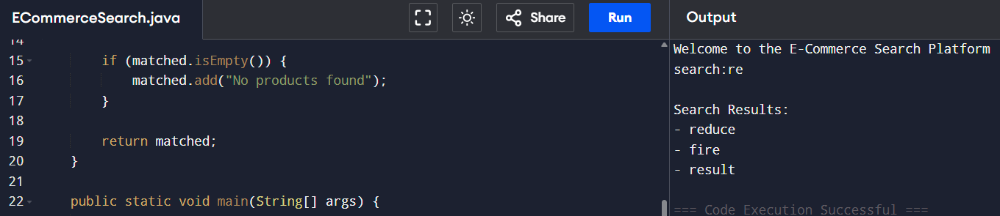 ECommerceSearch.java
Share
Run
Output
14
15 if (matched.isEmpty()) {
16 matched.add("No products found");
17 }
18
19 return matched;
20 }
21
22 public static void main(String[] args) {
Welcome to the E-Commerce Search Platform
search:re
Search Results:
- reduce
- fire
- result
=== Code Execution Successful ===